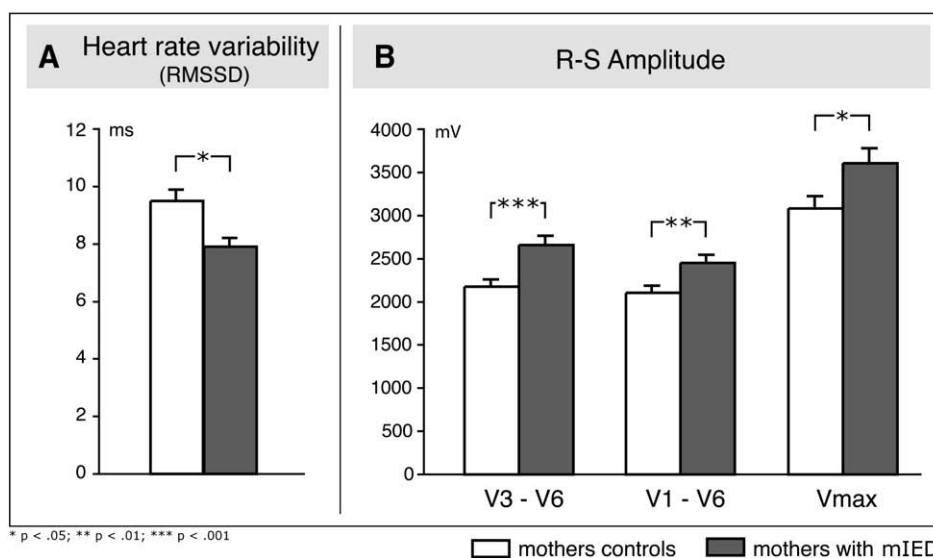 A Heart rate variability
(RMSSD)
B R-S Amplitude
12 ms
10
8
6
4
2
0
*
4000 mV
3500
3000
2500
2000
1500
1000
500
0
***
**
*
V3 - V6 V1 - V6 Vmax
* p < .05; ** p < .01; *** p < .001
mothers controls mothers with mIED